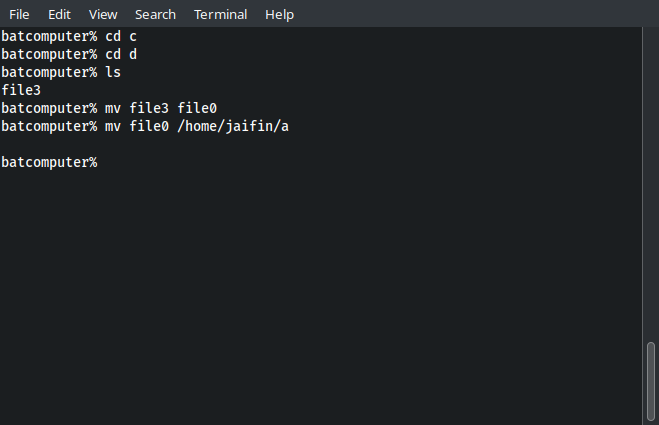 File Edit View Search Terminal Help
batcomputer% cd c
batcomputer% cd d
batcomputer% ls
file3
batcomputer% mv file3 file0
batcomputer% mv file0 /home/jaifin/a
batcomputer%